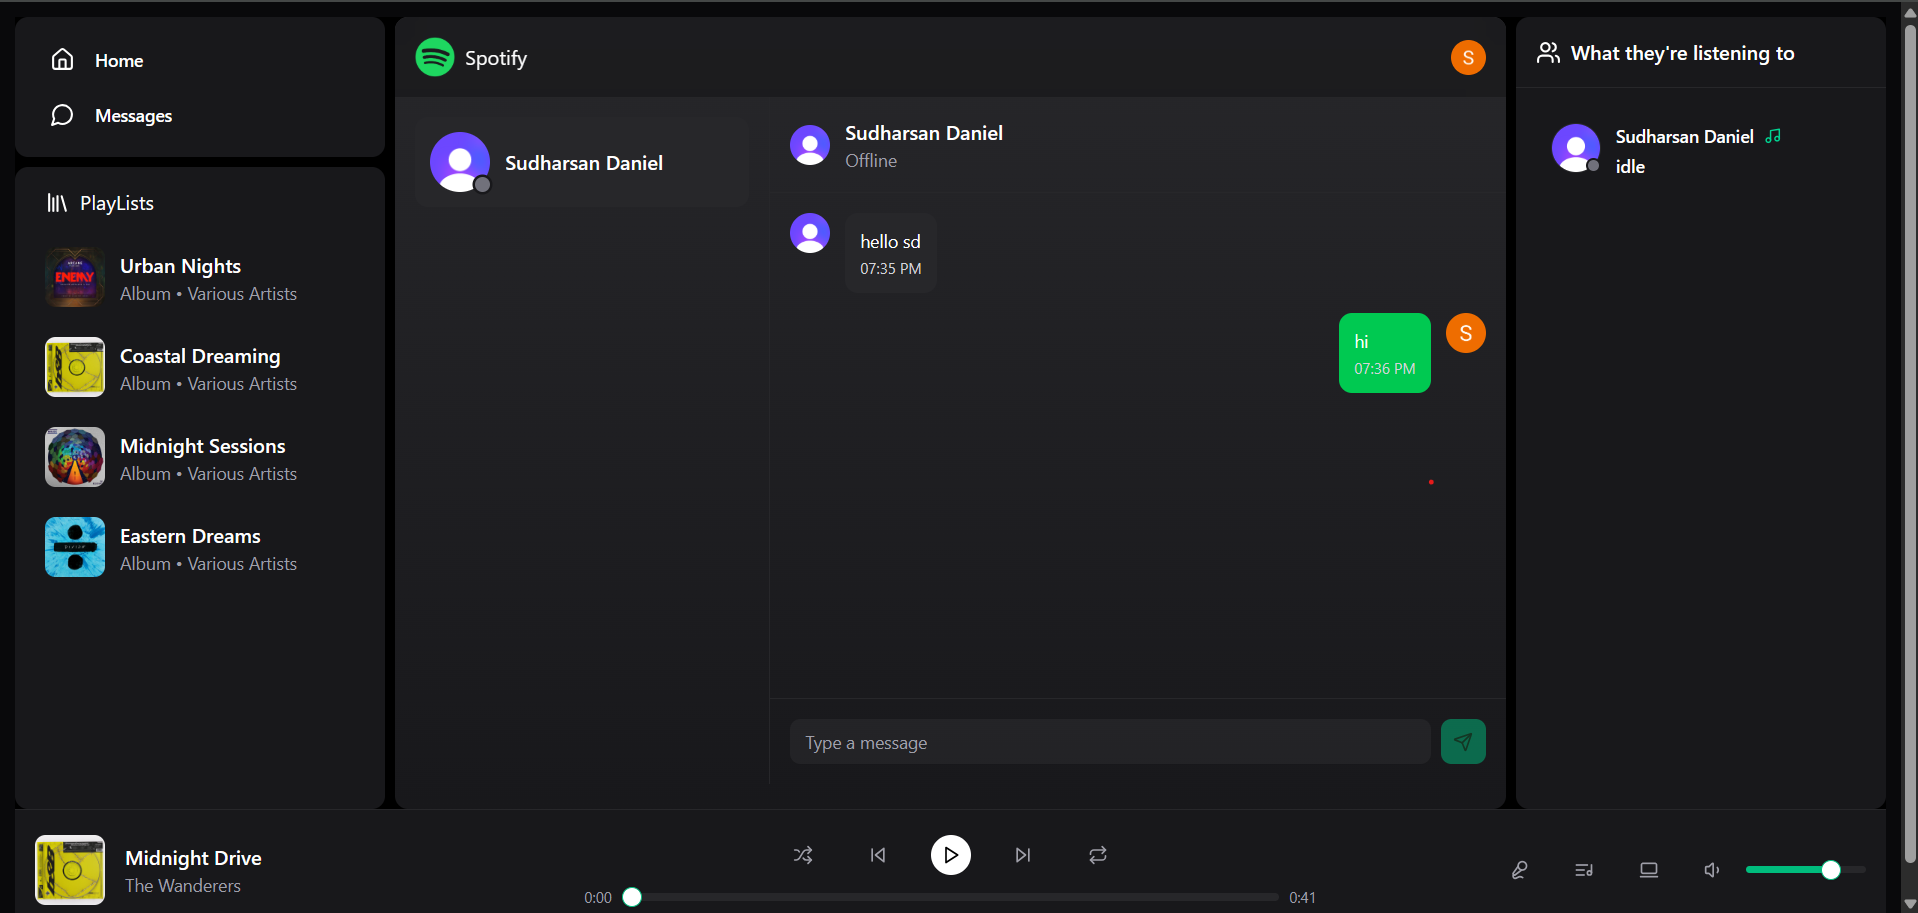 Home
Messages
PlayLists
ENEMY
Urban Nights
Album • Various Artists
Coastal Dreaming
Album • Various Artists
Midnight Sessions
Album • Various Artists
Eastern Dreams
Album • Various Artists
Spotify
S
Sudharsan Daniel
Sudharsan Daniel
Offline
hello sd
07:35 PM
hi
07:36 PM
S
Type a message
What they're listening to
Sudharsan Daniel
idle
Midnight Drive
The Wanderers
0:00
0:41